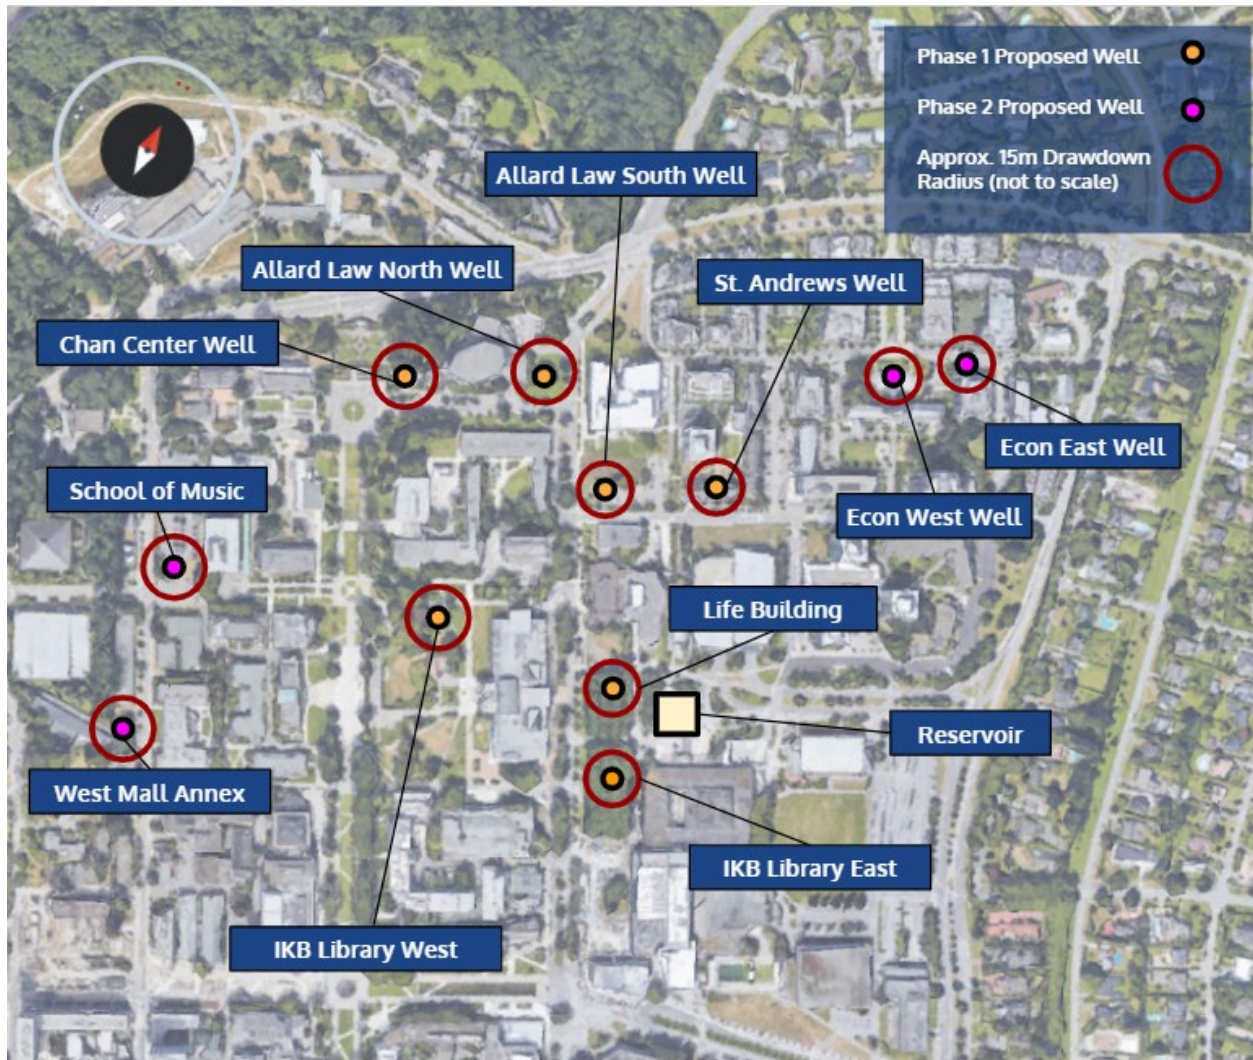 Phase 1 Proposed Well
Phase 2 Proposed Well
Approx. 15m Drawdown
Radius (not to scale)
Allard Law South Well
Allard Law North Well
St. Andrews Well
Chan Center Well
Econ East Well
School of Music
Econ West Well
Life Building
Reservoir
West Mall Annex
IKB Library East
IKB Library West